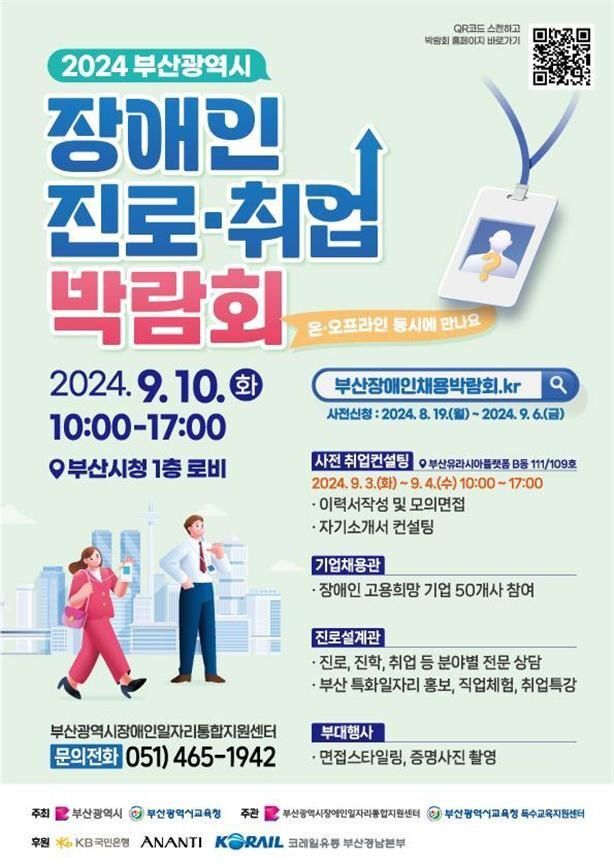 QR코드 스캔하고
박람회 홈페이지 바로가기
2024 부산광역시
장애인
진로·취업
박람회
온·오프라인 동시에 만나요
2024. 9. 10. 화
10:00-17:00
부산시청 1층 로비
부산장애인채용박람회.kr
사전신청 : 2024. 8. 19.(월) ~ 2024. 9. 6.(금)
사전 취업컨설팅 부산유라시아플랫폼 B동 111/109호
2024. 9. 3.(화) ~ 9. 4.(수) 10:00 ~ 17:00
· 이력서작성 및 모의면접
· 자기소개서 컨설팅
기업채용관
· 장애인 고용희망 기업 50개사 참여
진로설계관
· 진로, 진학, 취업 등 분야별 전문 상담
· 부산 특화일자리 홍보, 직업체험, 취업특강
부대행사
· 면접스타일링, 증명사진 촬영
부산광역시장애인일자리통합지원센터
문의전화 051) 465-1942
주최 부산광역시 부산광역시교육청 주관 부산광역시장애인일자리통합지원센터 부산광역시교육청 특수교육지원센터
후원 KB국민은행 ANANTI KORAIL 코레일유통 부산경남본부